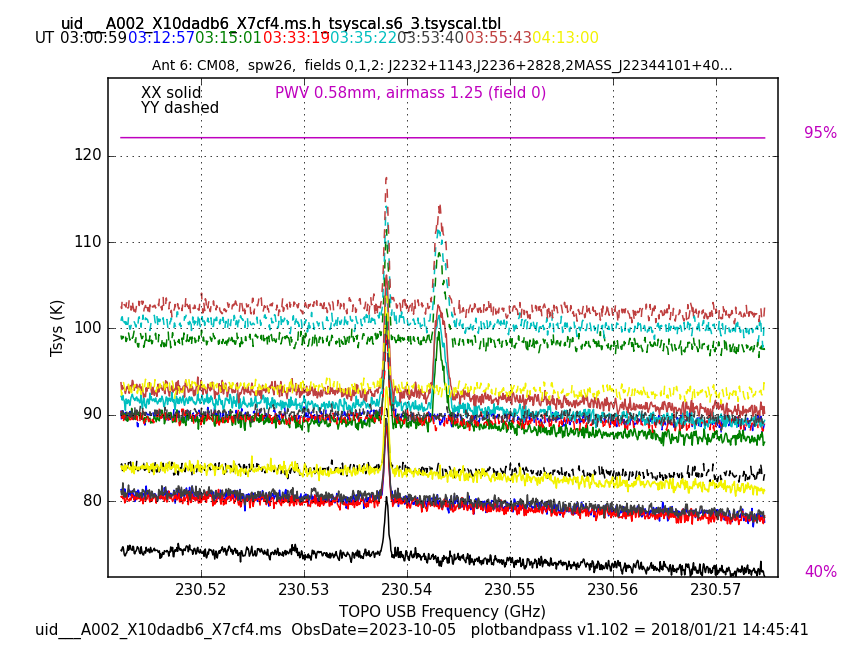 uid___A002_X10dadb6_X7cf4.ms.h_tsyscal.s6_3.tsyscal.tbl
UT 03:00:59 03:12:57 03:15:01 03:33:19 03:35:22 03:53:40 03:55:43 04:13:00
Ant 6: CM08,  spw26,  fields 0,1,2: J2232+1143,J2236+2828,2MASS_J22344101+40...
XX solid
PWV 0.58mm, airmass 1.25 (field 0)
YY dashed
95%
120
110
100
90
80
Tsys (K)
40%
230.52 230.53 230.54 230.55 230.56 230.57
TOPO USB Frequency (GHz)
uid___A002_X10dadb6_X7cf4.ms  ObsDate=2023-10-05   plotbandpass v1.102 = 2018/01/21 14:45:41